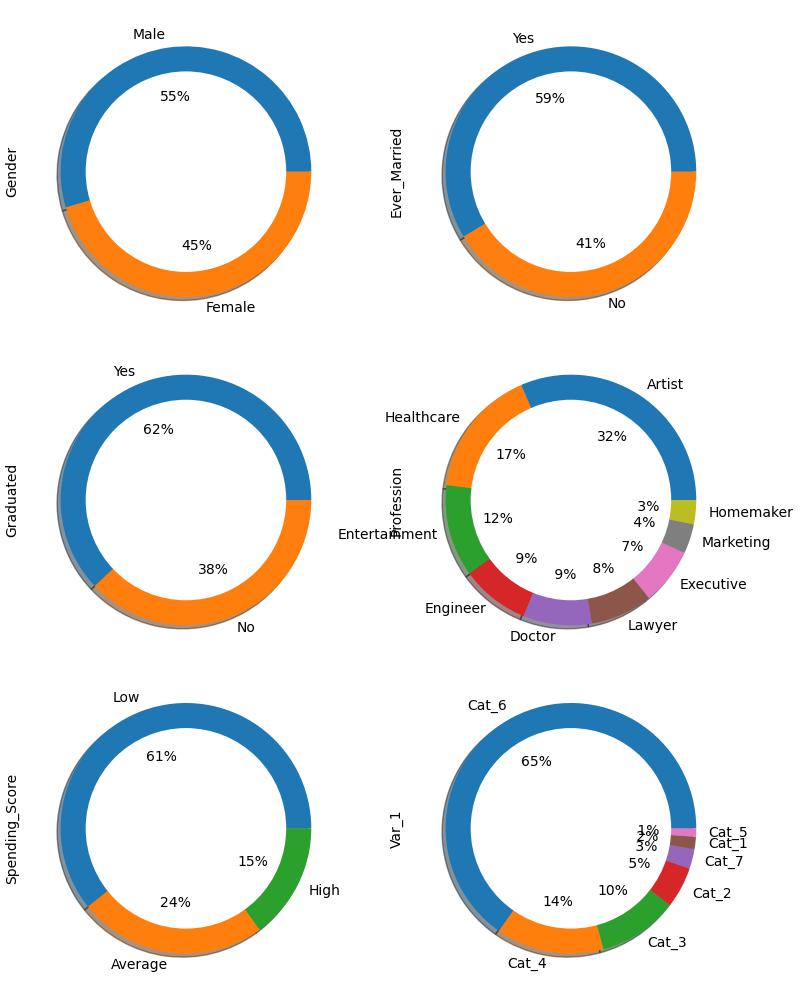 Gender
Male
55%
45%
Female
Ever_Married
Yes
59%
41%
No
Graduated
Yes
62%
38%
No
Profession
Artist
32%
Healthcare
17%
Entertainment
12%
Engineer
9%
Doctor
9%
Lawyer
8%
Executive
7%
Marketing
4%
Homemaker
3%
Spending_Score
Low
61%
Average
24%
High
15%
Var_1
Cat_6
65%
Cat_4
14%
Cat_3
10%
Cat_2
5%
Cat_7
3%
Cat_1
2%
Cat_5
1%